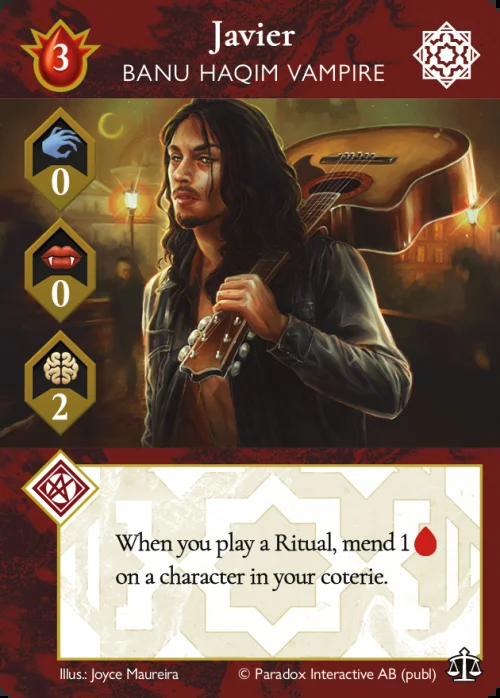 3
Javier
BANU HAQIM VAMPIRE
0
0
2
When you play a Ritual, mend 1
on a character in your coterie.
Illus.: Joyce Maureira
© Paradox Interactive AB (publ)